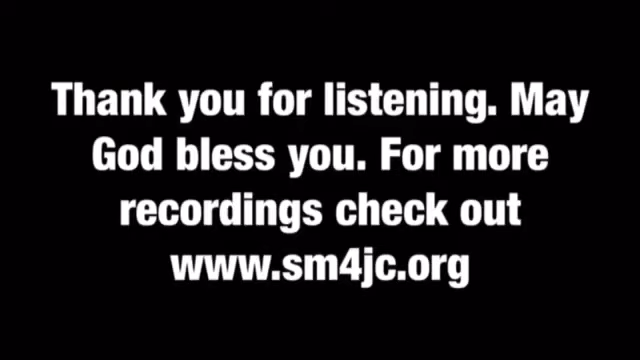 Thank you for listening. May
God bless you. For more
recordings check out
www.sm4jc.org